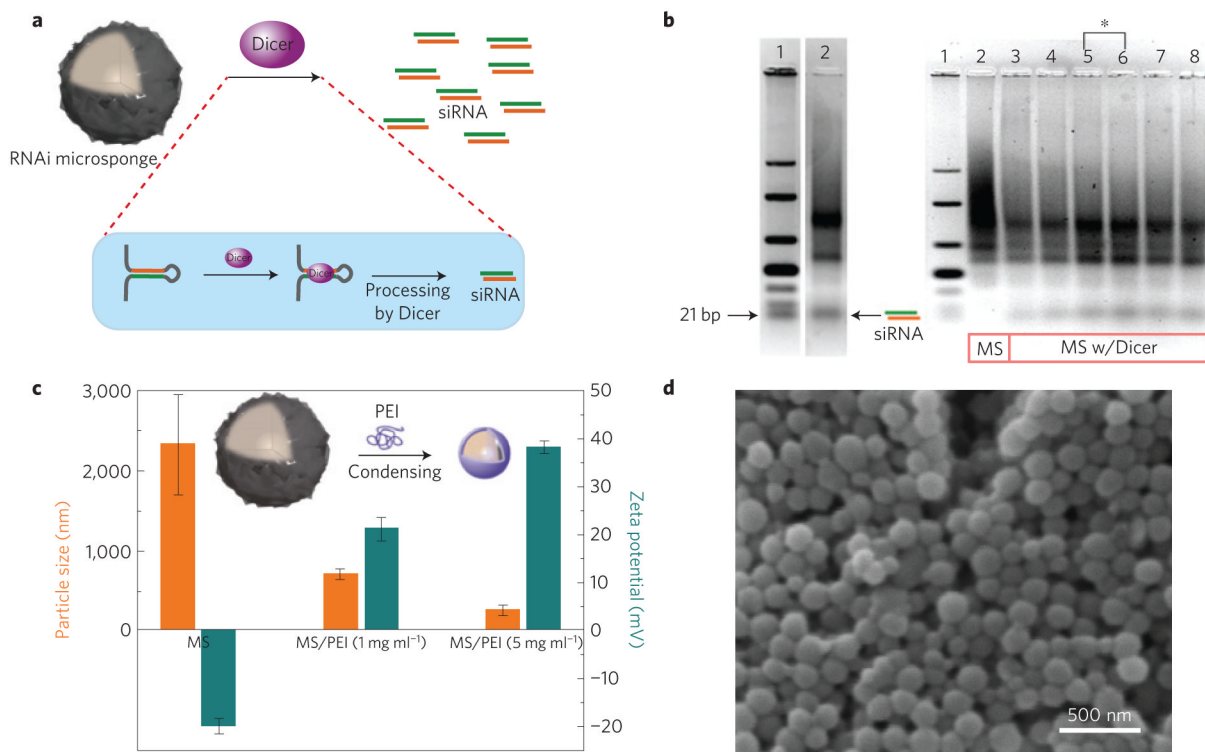 a
Dicer
siRNA
RNAi microsponge
Dicer
Dicer
Processing
by Dicer
siRNA
b
*
1 2
1 2 3 4 5 6 7 8
21 bp
siRNA
MS
MS w/Dicer
c
3,000
2,000
1,000
0
Particle size (nm)
PEI
Condensing
50
40
30
20
10
0
−10
−20
Zeta potential (mV)
MS
MS/PEI (1 mg ml⁻¹)
MS/PEI (5 mg ml⁻¹)
d
500 nm